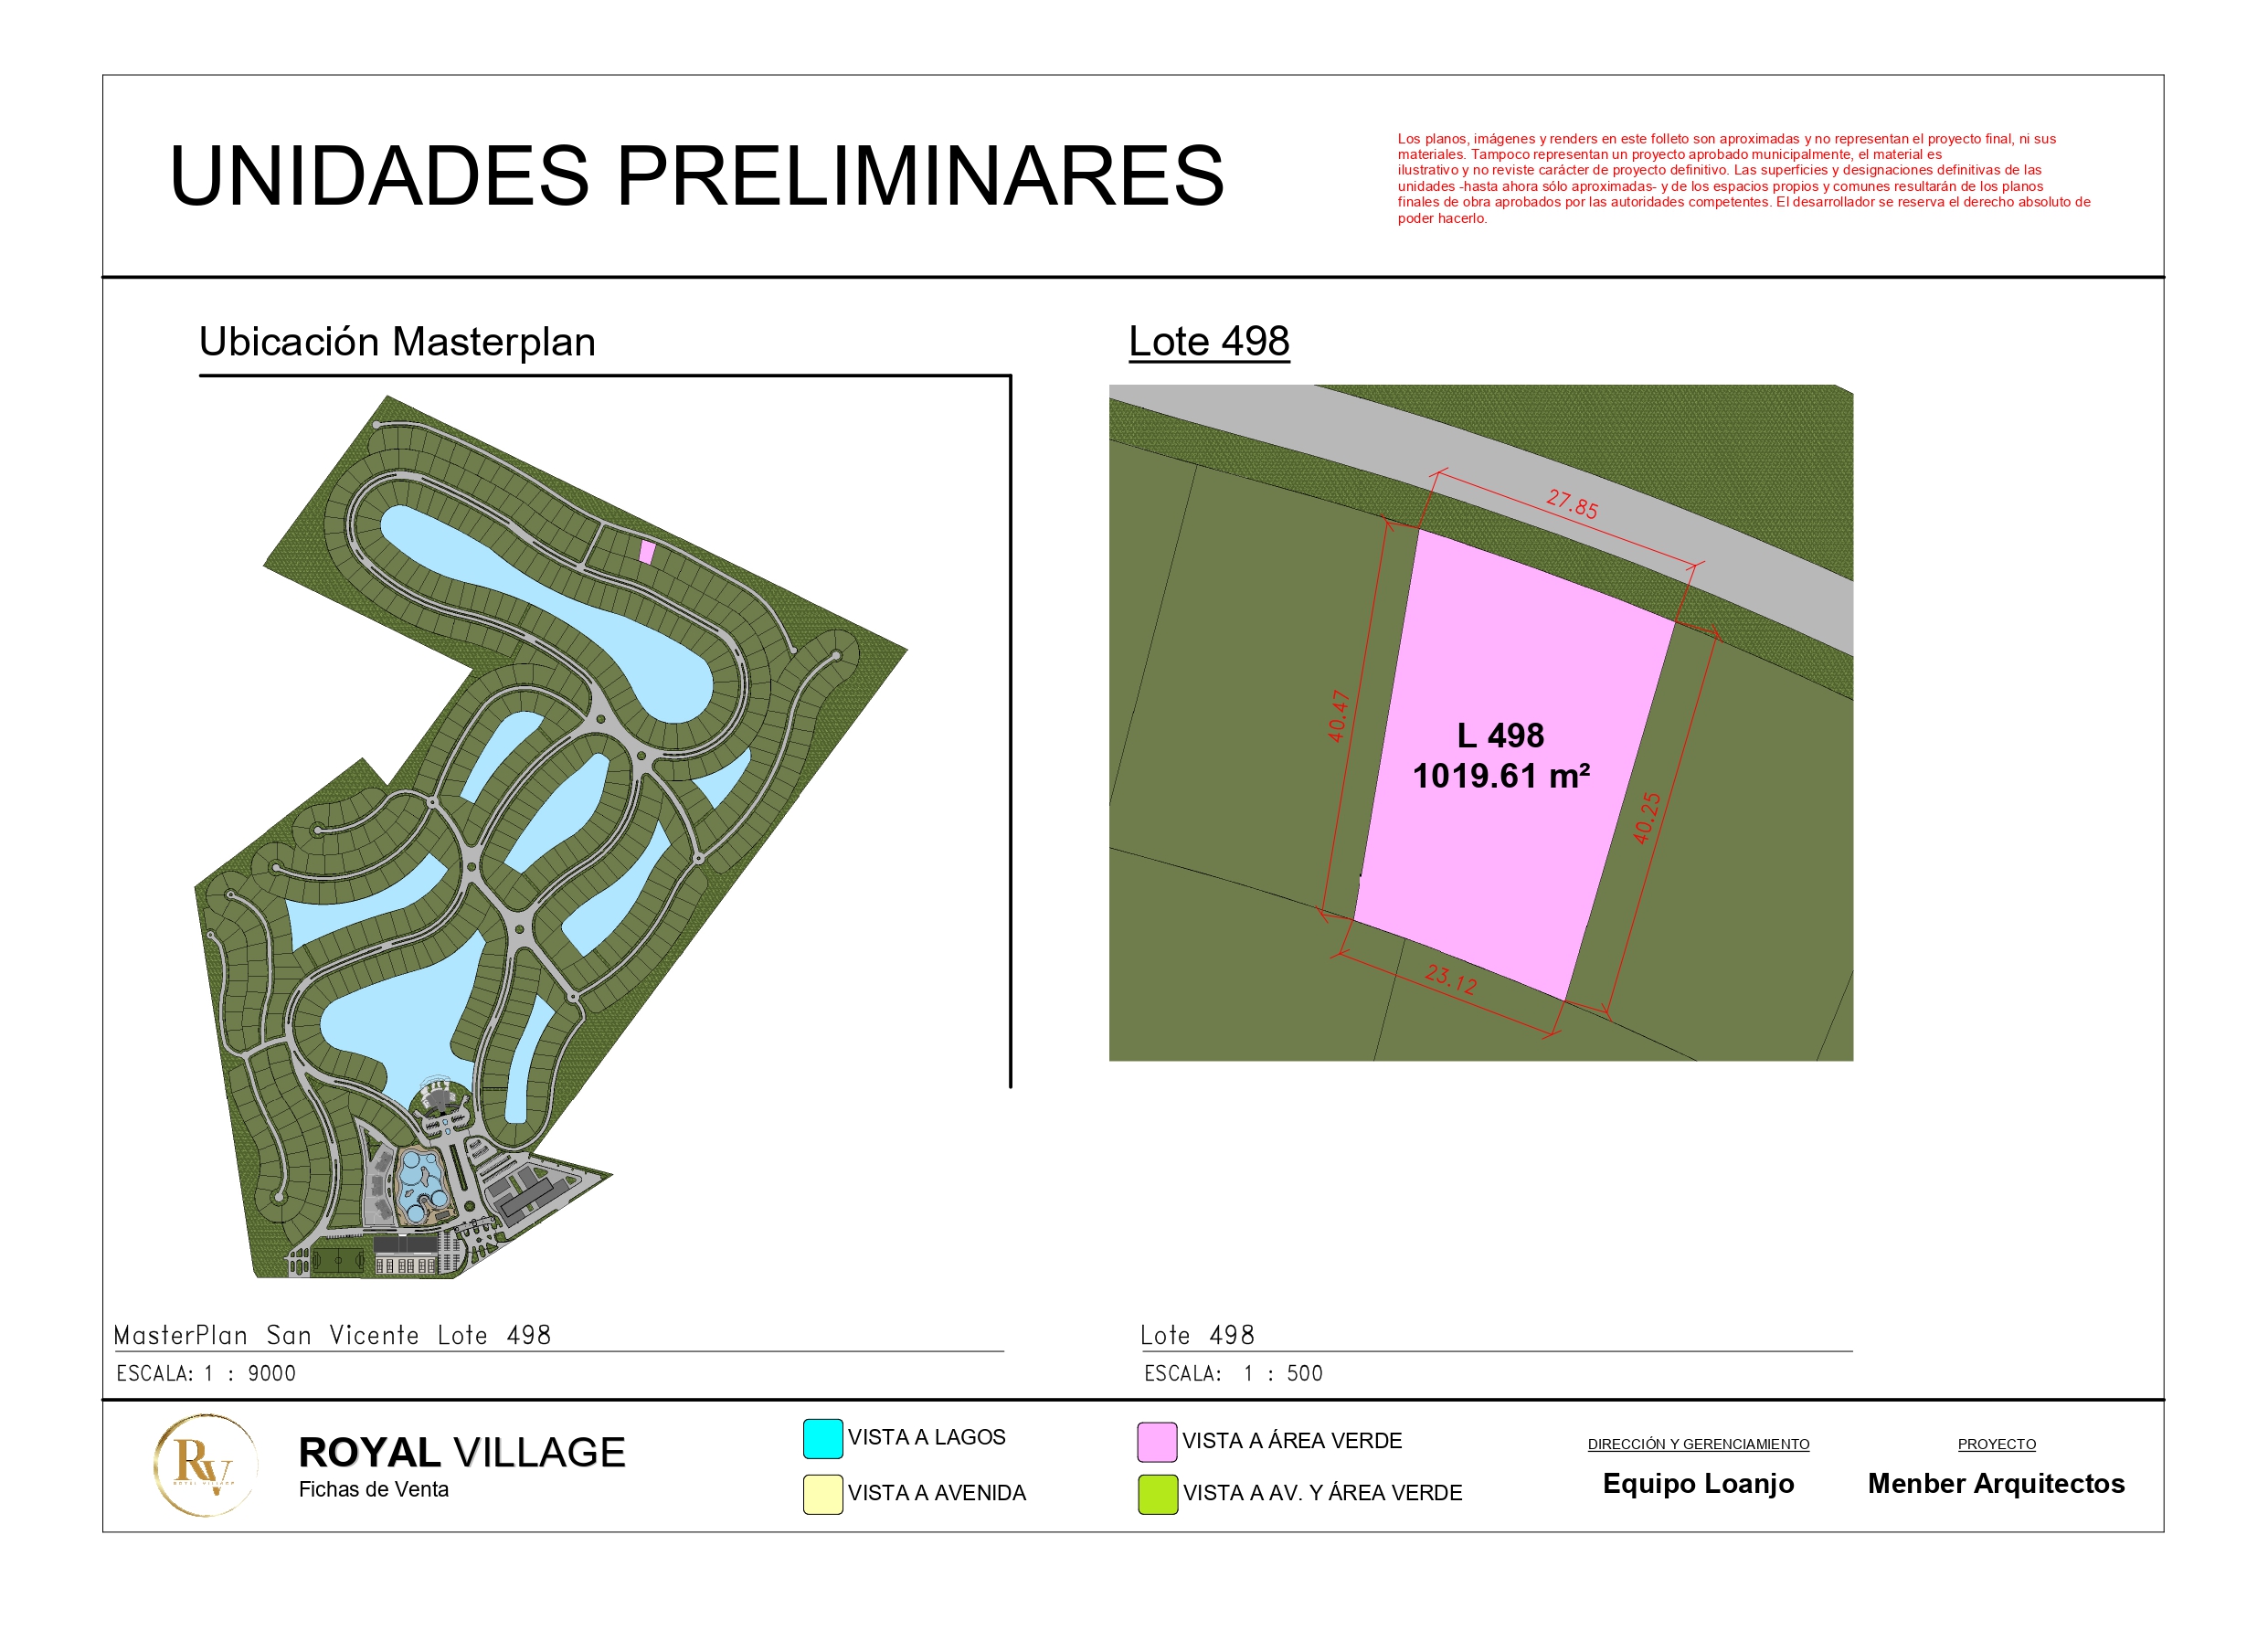 UNIDADES PRELIMINARES
Los planos, imágenes y renders en este folleto son aproximadas y no representan el proyecto final, ni sus
materiales. Tampoco representan un proyecto aprobado municipalmente, el material es
ilustrativo y no reviste carácter de proyecto definitivo. Las superficies y designaciones definitivas de las
unidades -hasta ahora sólo aproximadas- y de los espacios propios y comunes resultarán de los planos
finales de obra aprobados por las autoridades competentes. El desarrollador se reserva el derecho absoluto de
poder hacerlo.
Ubicación Masterplan
Lote 498
27.85
40.47
L 498
1019.61 m²
40.25
23.12
MasterPlan San Vicente Lote 498
ESCALA: 1 : 9000
Lote 498
ESCALA: 1 : 500
RV
ROYAL VILLAGE
ROYAL VILLAGE
Fichas de Venta
VISTA A LAGOS
VISTA A AVENIDA
VISTA A ÁREA VERDE
VISTA A AV. Y ÁREA VERDE
DIRECCIÓN Y GERENCIAMIENTO
Equipo Loanjo
PROYECTO
Menber Arquitectos